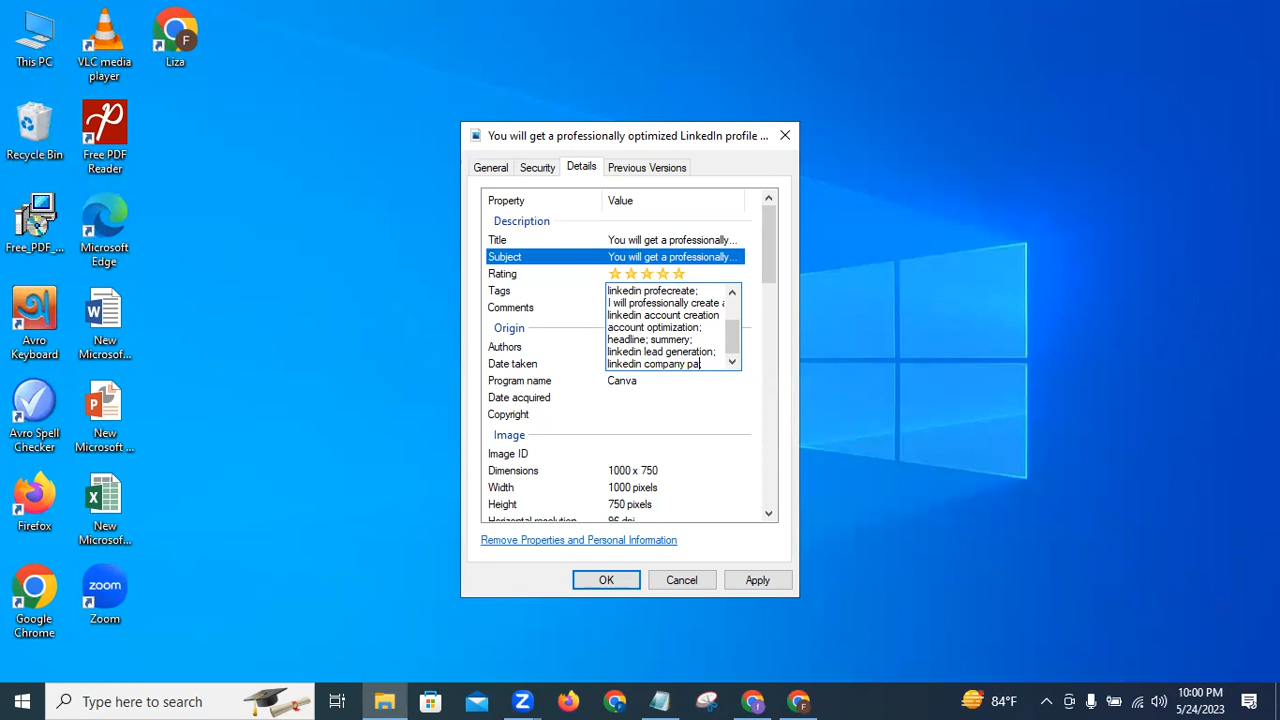 This PC
VLC media
player
Liza
F
Recycle Bin
Free PDF
Reader
Free_PDF_...
Microsoft
Edge
Avro
Keyboard
New
Microsof...
Avro Spell
Checker
New
Microsoft ...
Firefox
New
Microsof...
Google
Chrome
zoom
Zoom
You will get a professionally optimized LinkedIn profile ...
General
Security
Details
Previous Versions
Property
Value
Description
Title
You will get a professionally...
Subject
You will get a professionally...
Rating
Tags
linkedin profecreate;
I will professionally create a
linkedin account creation
account optimization;
headline; summery;
linkedin lead generation;
linkedin company pa;
Comments
Origin
Authors
Date taken
Program name
Canva
Date acquired
Copyright
Image
Image ID
Dimensions
1000 x 750
Width
1000 pixels
Height
750 pixels
Horizontal resolution
96 dpi
Remove Properties and Personal Information
OK
Cancel
Apply
Type here to search
84°F
10:00 PM
5/24/2023